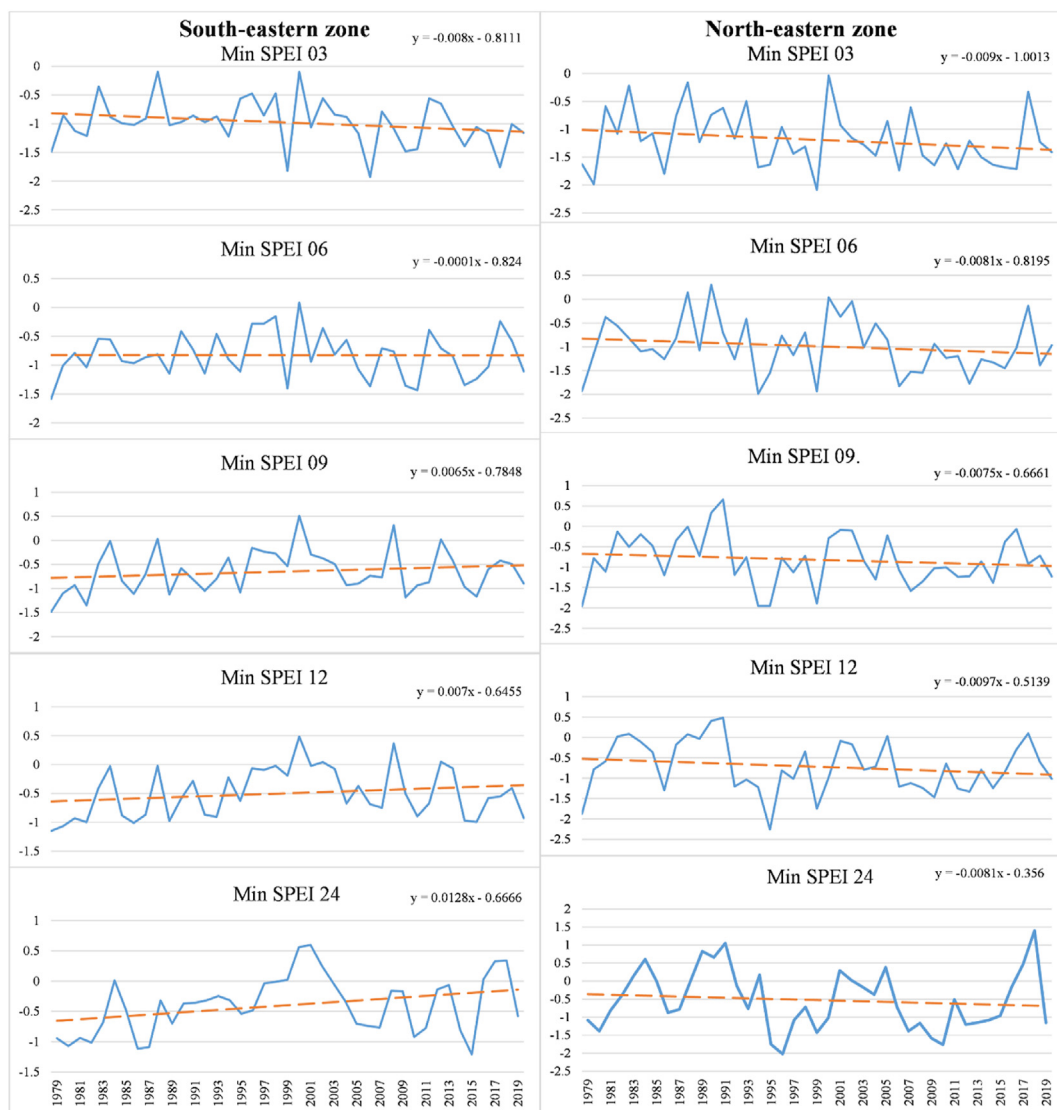 South-eastern zone
Min SPEI 03
y = -0.008x - 0.8111
0
-0.5
-1
-1.5
-2
-2.5
Min SPEI 06
y = -0.0001x - 0.824
0.5
0
-0.5
-1
-1.5
-2
Min SPEI 09
y = 0.0065x - 0.7848
1
0.5
0
-0.5
-1
-1.5
-2
Min SPEI 12
y = 0.007x - 0.6455
1
0.5
0
-0.5
-1
-1.5
Min SPEI 24
y = 0.0128x - 0.6666
1
0.5
0
-0.5
-1
-1.5
1979 1981 1983 1985 1987 1989 1991 1993 1995 1997 1999 2001 2003 2005 2007 2009 2011 2013 2015 2017 2019
North-eastern zone
Min SPEI 03
y = -0.009x - 1.0013
0
-0.5
-1
-1.5
-2
-2.5
Min SPEI 06
y = -0.0081x - 0.8195
0.5
0
-0.5
-1
-1.5
-2
-2.5
Min SPEI 09.
y = -0.0075x - 0.6661
1
0.5
0
-0.5
-1
-1.5
-2
-2.5
Min SPEI 12
y = -0.0097x - 0.5139
1
0.5
0
-0.5
-1
-1.5
-2
-2.5
Min SPEI 24
y = -0.0081x - 0.356
2
1.5
1
0.5
0
-0.5
-1
-1.5
-2
-2.5
1979 1981 1983 1985 1987 1989 1991 1993 1995 1997 1999 2001 2003 2005 2007 2009 2011 2013 2015 2017 2019